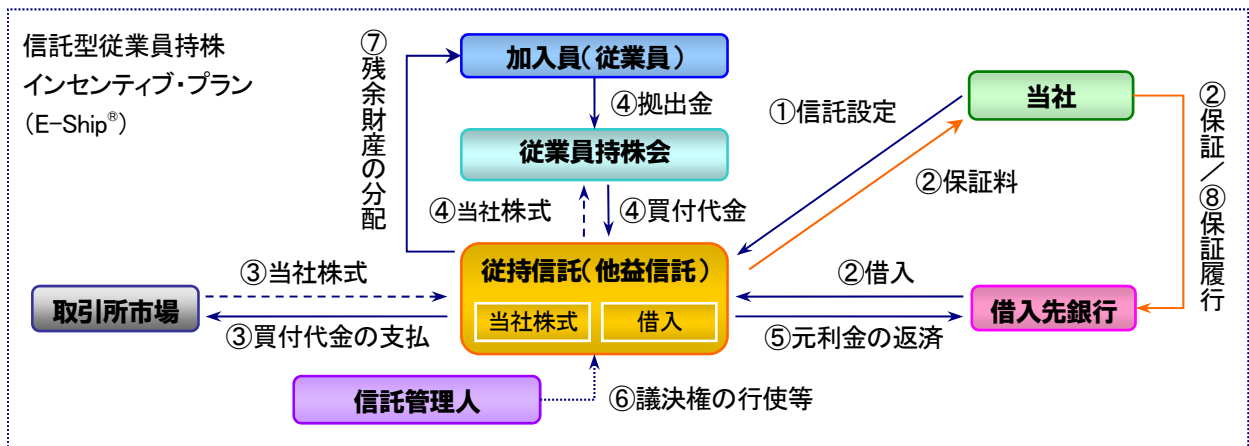 信託型従業員持株
インセンティブ・プラン
（E-Ship®）
⑦残余財産の分配
加入員（従業員）
④拠出金
従業員持株会
④当社株式
④買付代金
①信託設定
当社
②保証料
②保証／⑧保証履行
③当社株式
従持信託（他益信託）
②借入
取引所市場
当社株式
借入
借入先銀行
③買付代金の支払
⑤元利金の返済
信託管理人
⑥議決権の行使等